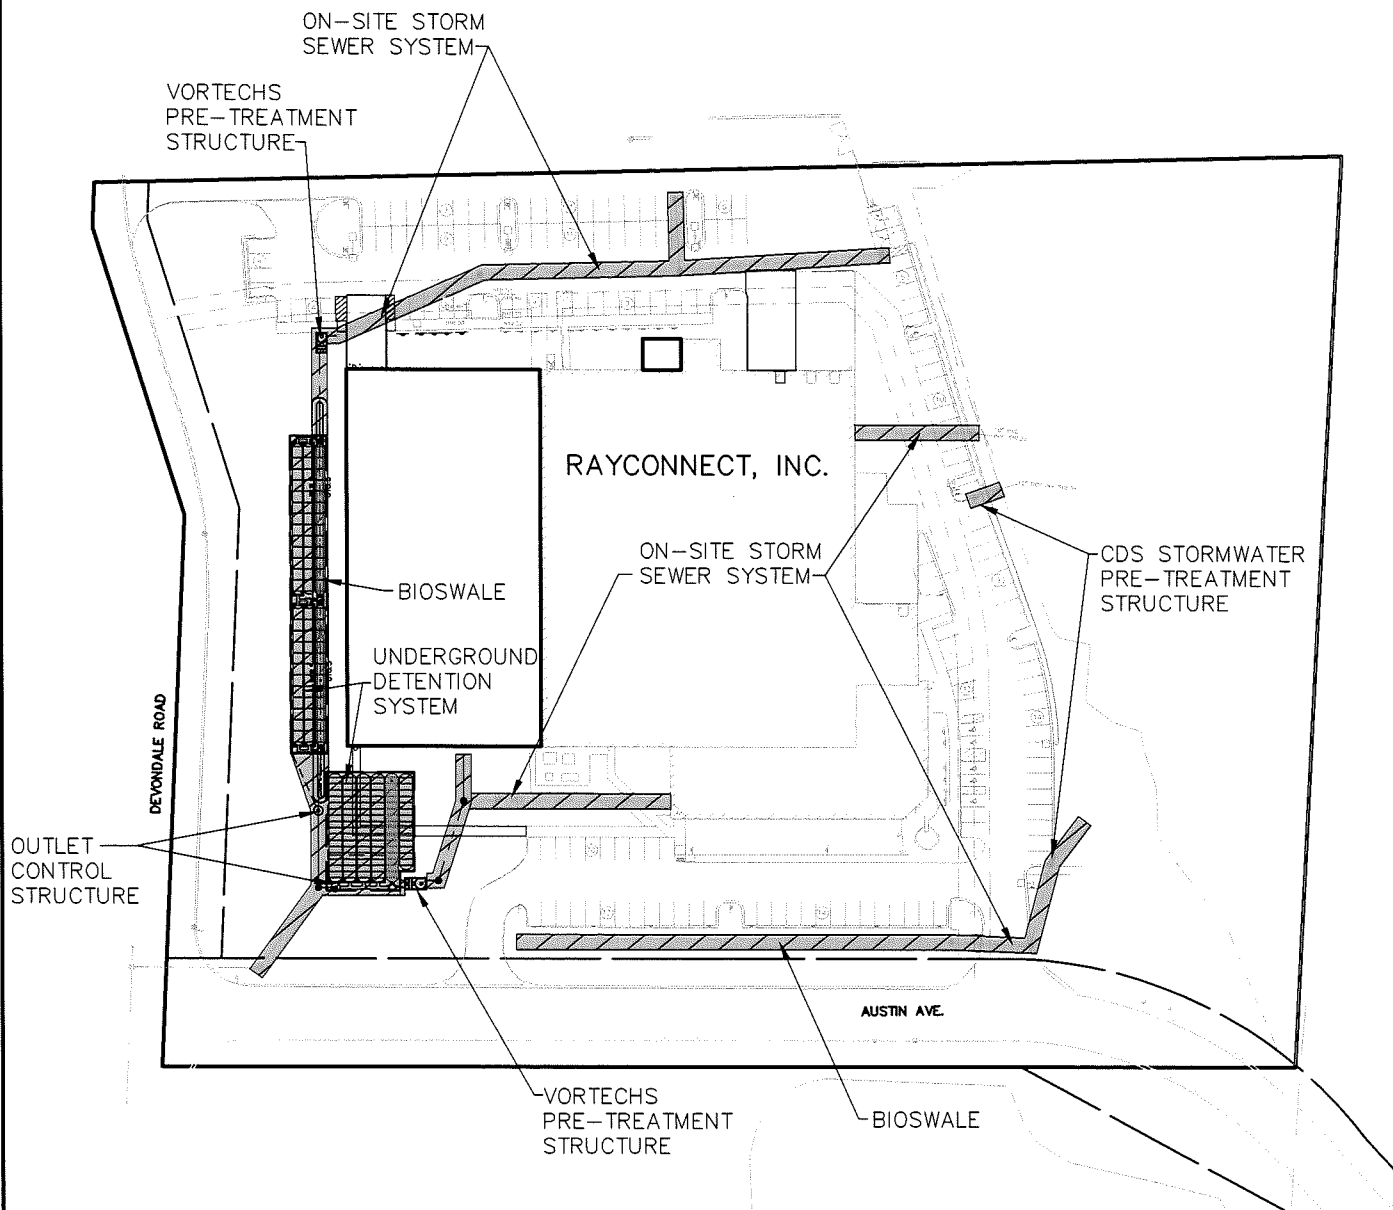 ON-SITE STORM
SEWER SYSTEM
VORTECHS
PRE-TREATMENT
STRUCTURE
RAYCONNECT, INC.
ON-SITE STORM
SEWER SYSTEM
CDS STORMWATER
PRE-TREATMENT
STRUCTURE
BIOSWALE
UNDERGROUND
DETENTION
SYSTEM
DEVONDALE ROAD
OUTLET
CONTROL
STRUCTURE
AUSTIN AVE.
VORTECHS
PRE-TREATMENT
STRUCTURE
BIOSWALE